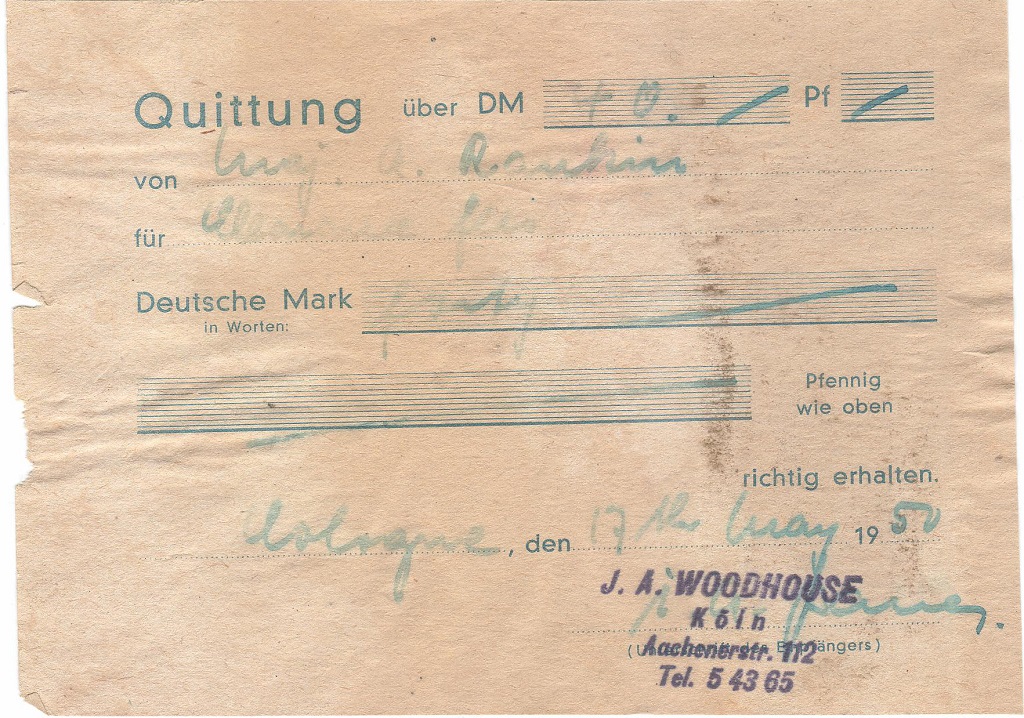 Quittung über DM 40. Pf
von Maj. A. Rankin
für
Deutsche Mark forty
in Worten:
Pfennig
wie oben
richtig erhalten.
Cologne, den 17th May 1950
J. A. WOODHOUSE
Köln
Aachenerstr. 112
Tel. 5 43 65